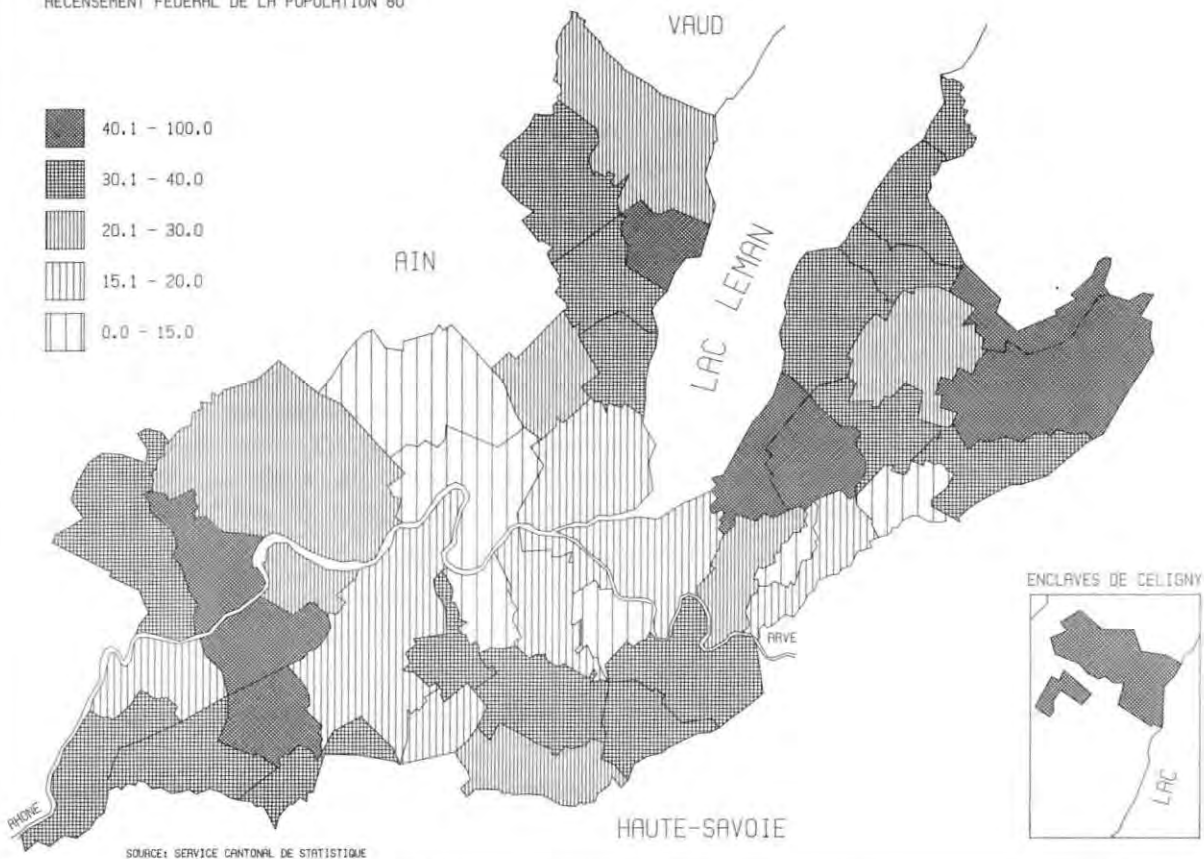 RECENSEMENT FEDERAL DE LA POPULATION 80
VAUD
40.1 - 100.0
30.1 - 40.0
20.1 - 30.0
15.1 - 20.0
0.0 - 15.0
AIN
LAC LEMAN
ENCLAVES DE CELIGNY
ARVE
LAC
RHONE
HAUTE-SAVOIE
SOURCE: SERVICE CANTONAL DE STATISTIQUE